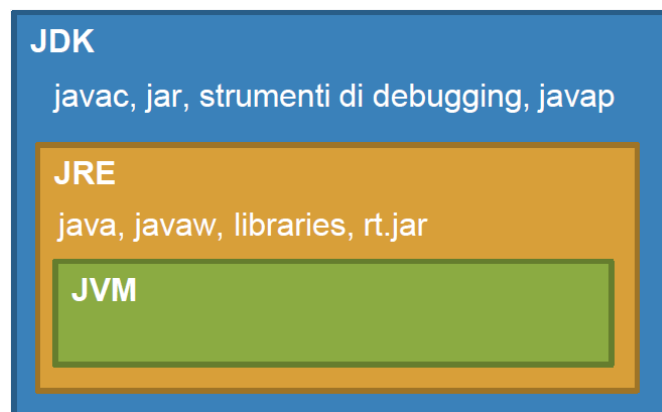 JDK
javac, jar, strumenti di debugging, javap
JRE
java, javaw, libraries, rt.jar
JVM